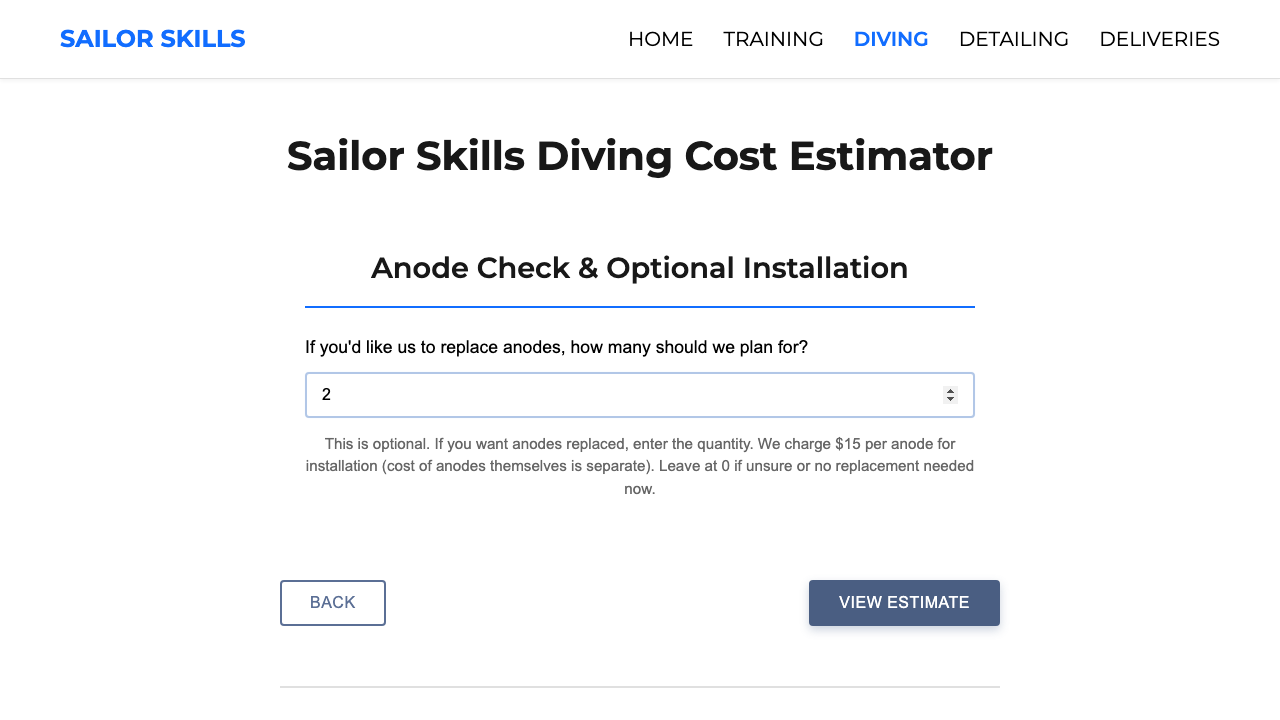 SAILOR SKILLS
HOME TRAINING DIVING DETAILING DELIVERIES
Sailor Skills Diving Cost Estimator
Anode Check & Optional Installation
If you'd like us to replace anodes, how many should we plan for?
2
This is optional. If you want anodes replaced, enter the quantity. We charge $15 per anode for
installation (cost of anodes themselves is separate). Leave at 0 if unsure or no replacement needed
now.
BACK
VIEW ESTIMATE